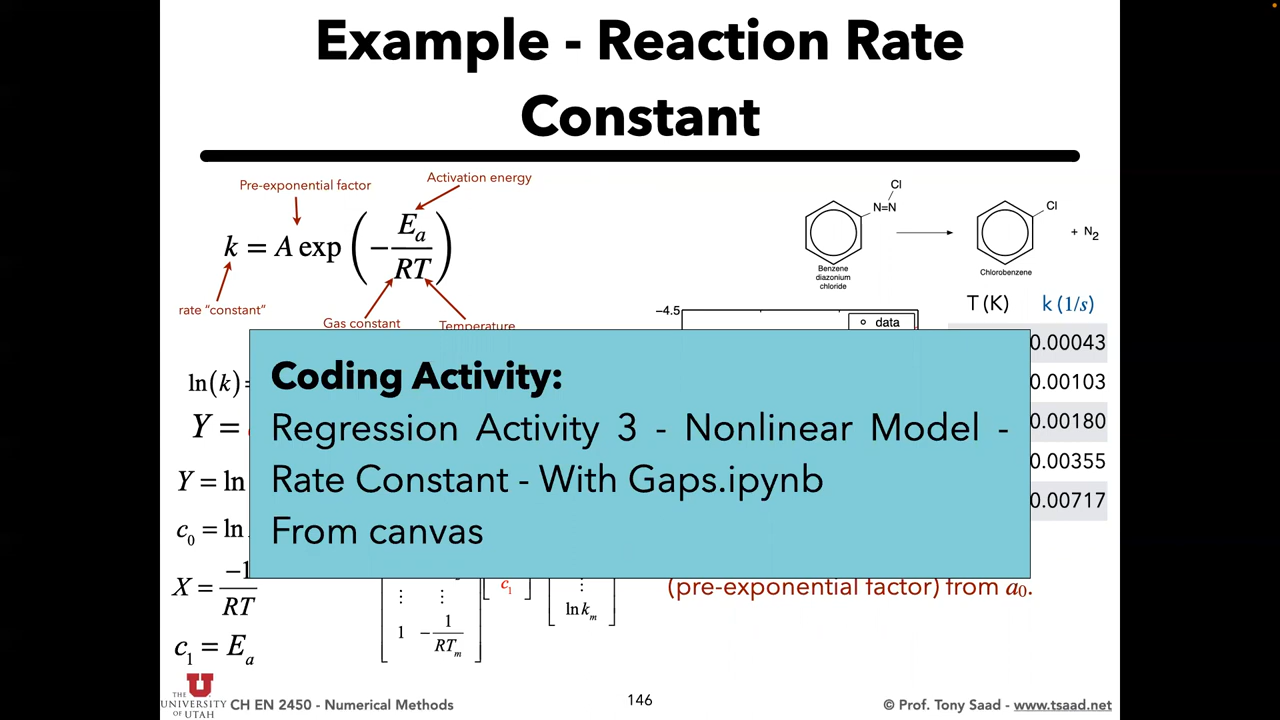 Example - Reaction Rate
Constant
Pre-exponential factor
Activation energy
k = A exp ( − E_a / RT )
rate “constant”
Gas constant
Temperature
Cl
N=N
Benzene
diazonium
chloride
Cl
+ N₂
Chlorobenzene
T (K) k (1/s)
−4.5
data
0.00043
0.00103
0.00180
0.00355
0.00717
ln(k) =
Y =
Y = ln
c₀ = ln
X = −1 / RT
c₁ = E_a
Coding Activity:
Regression Activity 3 - Nonlinear Model -
Rate Constant - With Gaps.ipynb
From canvas
⋮ ⋮ c₁ ⋮
1 − 1 / RT_m ln k_m
(pre-exponential factor) from a₀.
THE
UNIVERSITY
OF UTAH
CH EN 2450 - Numerical Methods
146
© Prof. Tony Saad - www.tsaad.net